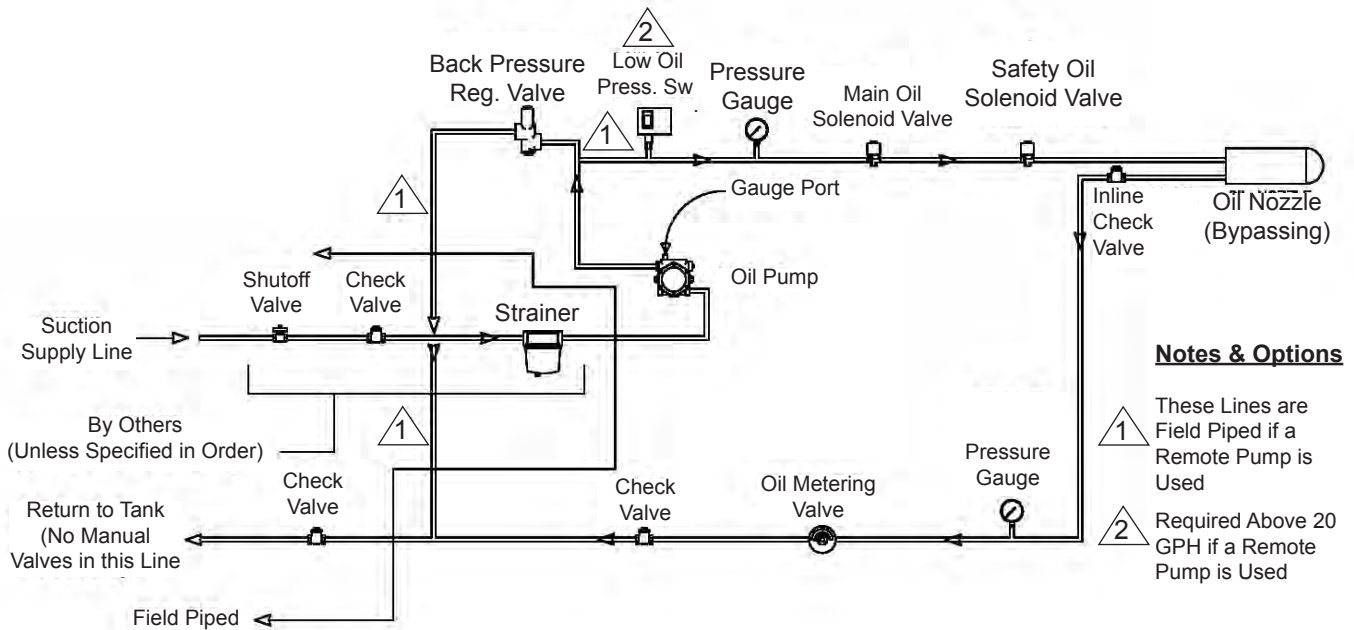 2
Low Oil
Press. Sw
Back Pressure
Reg. Valve
Pressure
Gauge
Main Oil
Solenoid Valve
Safety Oil
Solenoid Valve
1
1
Gauge Port
Inline
Check
Valve
Oil Nozzle
(Bypassing)
Oil Pump
Shutoff
Valve
Check
Valve
Strainer
Suction
Supply Line
By Others
(Unless Specified in Order)
1
Check
Valve
Return to Tank
(No Manual
Valves in this Line
Field Piped
Check
Valve
Oil Metering
Valve
Pressure
Gauge
Notes & Options
1
These Lines are
Field Piped if a
Remote Pump is
Used
2
Required Above 20
GPH if a Remote
Pump is Used